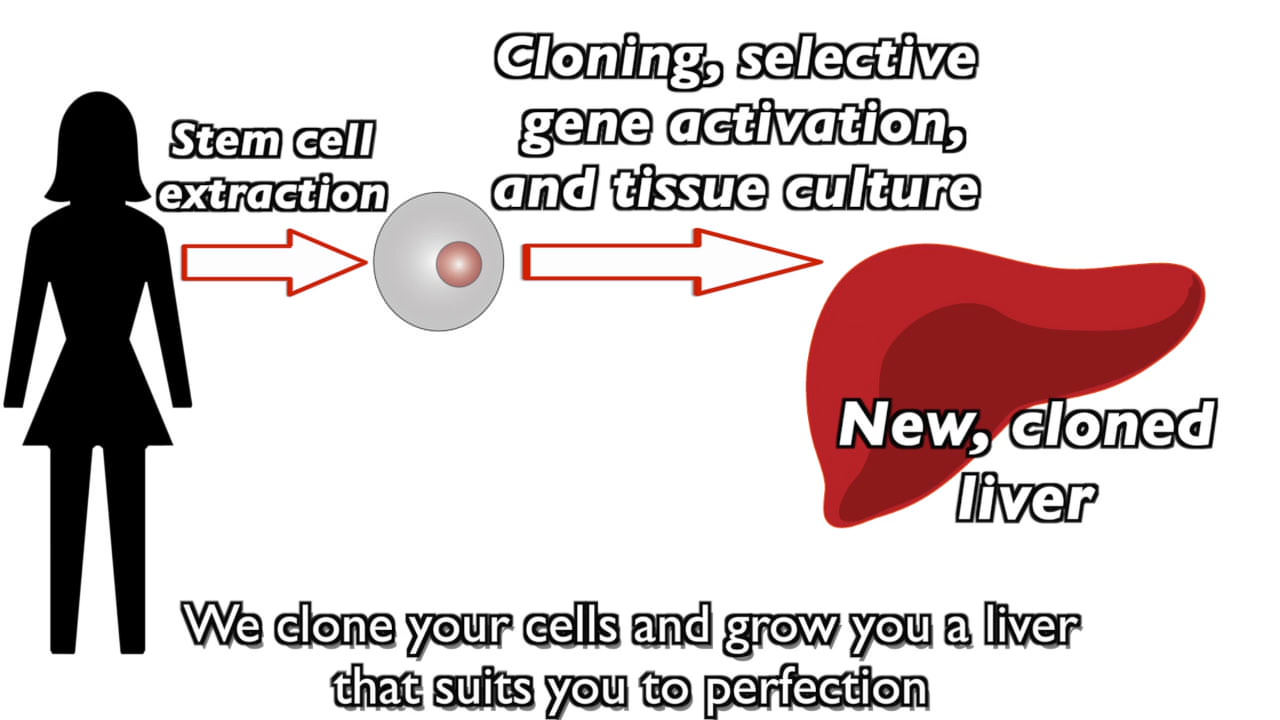 Stem cell
extraction
Cloning, selective
gene activation,
and tissue culture
New, cloned
liver
We clone your cells and grow you a liver
that suits you to perfection